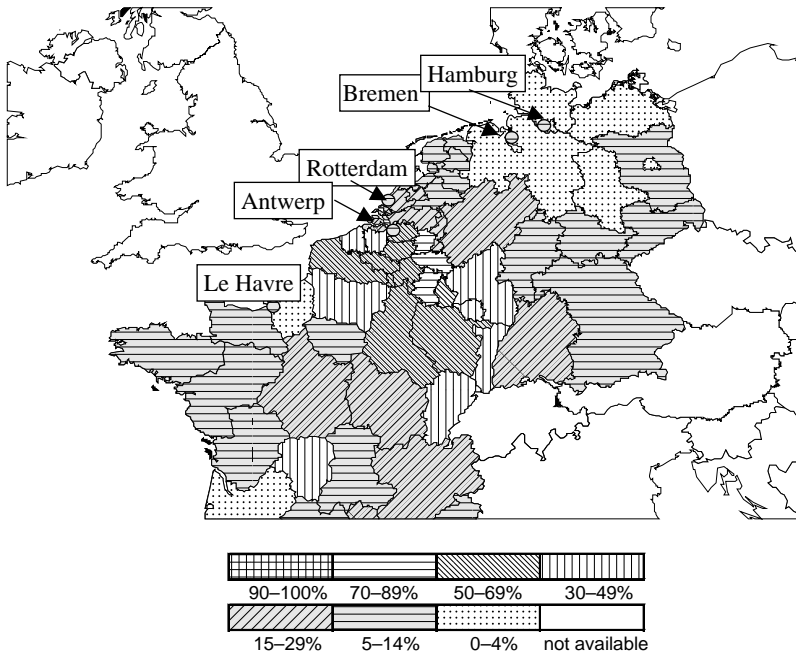 Hamburg
Bremen
Rotterdam
Antwerp
Le Havre
90–100% 70–89% 50–69% 30–49%
15–29% 5–14% 0–4% not available